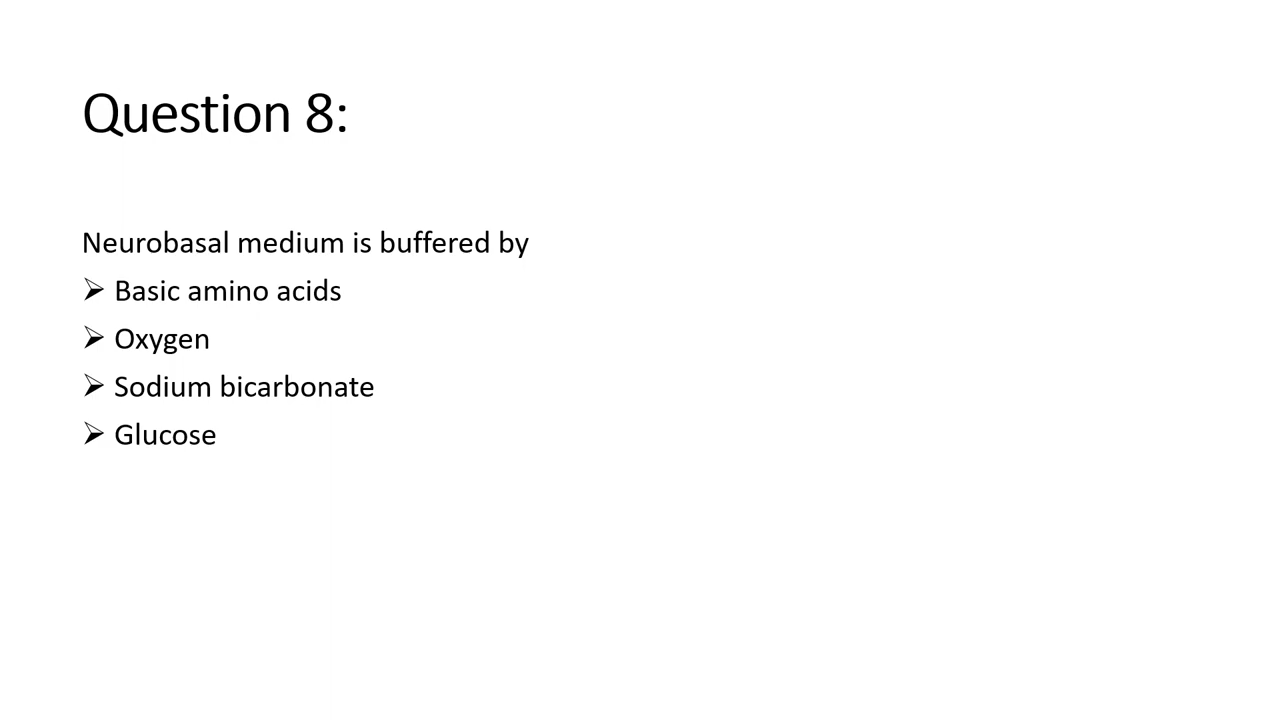 Question 8:
Neurobasal medium is buffered by
➢ Basic amino acids
➢ Oxygen
➢ Sodium bicarbonate
➢ Glucose